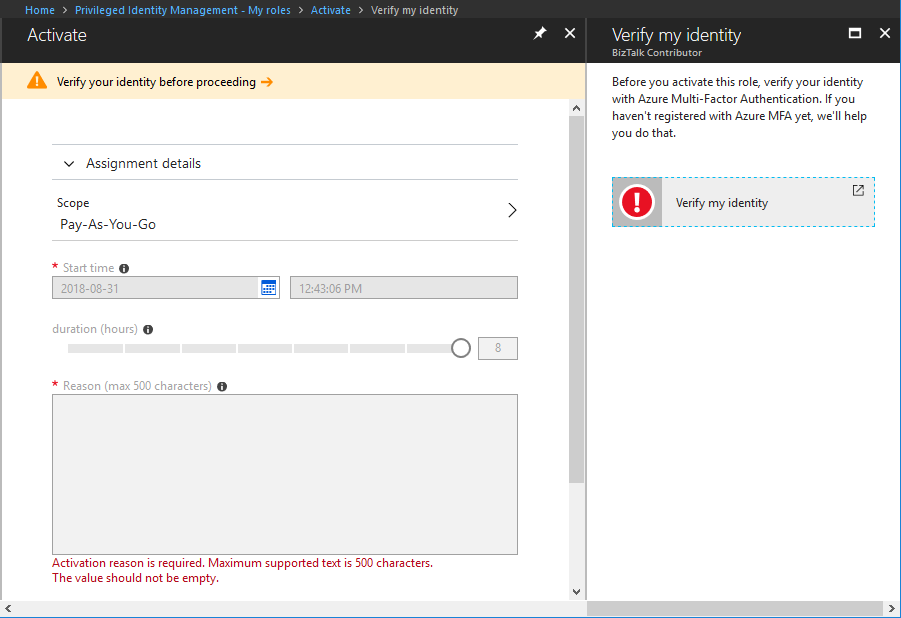 Home > Privileged Identity Management - My roles > Activate > Verify my identity
Activate
Verify your identity before proceeding →
Assignment details
Scope
Pay-As-You-Go
* Start time
2018-08-31 12:43:06 PM
duration (hours)
8
* Reason (max 500 characters)
Activation reason is required. Maximum supported text is 500 characters.
The value should not be empty.
Verify my identity
BizTalk Contributor
Before you activate this role, verify your identity
with Azure Multi-Factor Authentication. If you
haven't registered with Azure MFA yet, we'll help
you do that.
Verify my identity